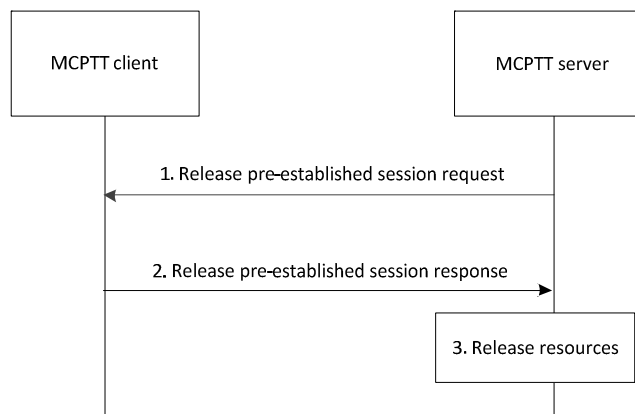 MCPTT client
MCPTT server
1. Release pre-established session request
2. Release pre-established session response
3. Release resources